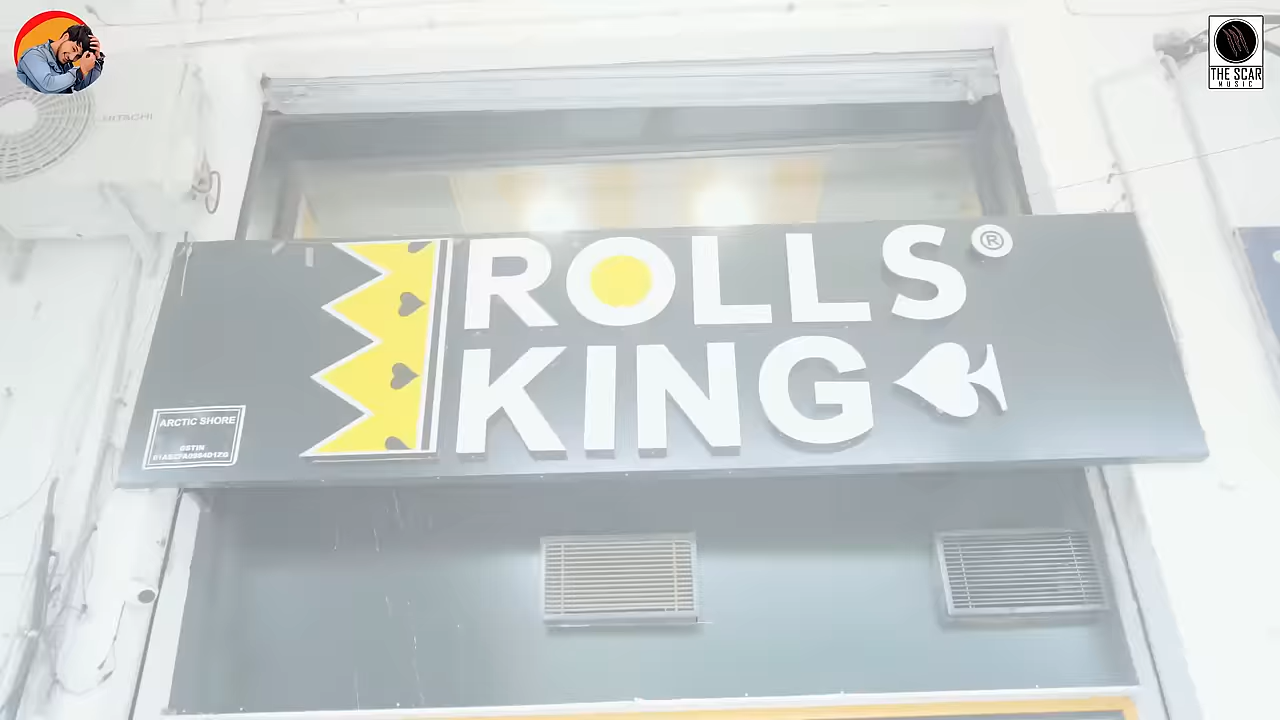 THE SCAR
MUSIC
HITACHI
ROLLS®
KING
ARCTIC SHORE
GSTIN